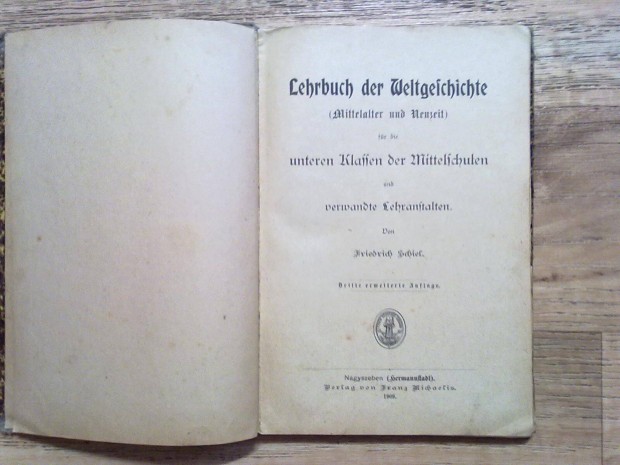 Lehrbuch der Weltgeschichte
(Mittelalter und Neuzeit)
für die
unteren Klassen der Mittelschulen
und
verwandte Lehranstalten.
Von
Friedrich Schiel.
Dritte erweiterte Auflage.
Nagyszeben (Hermannstadt).
Verlag von Franz Michaelis.